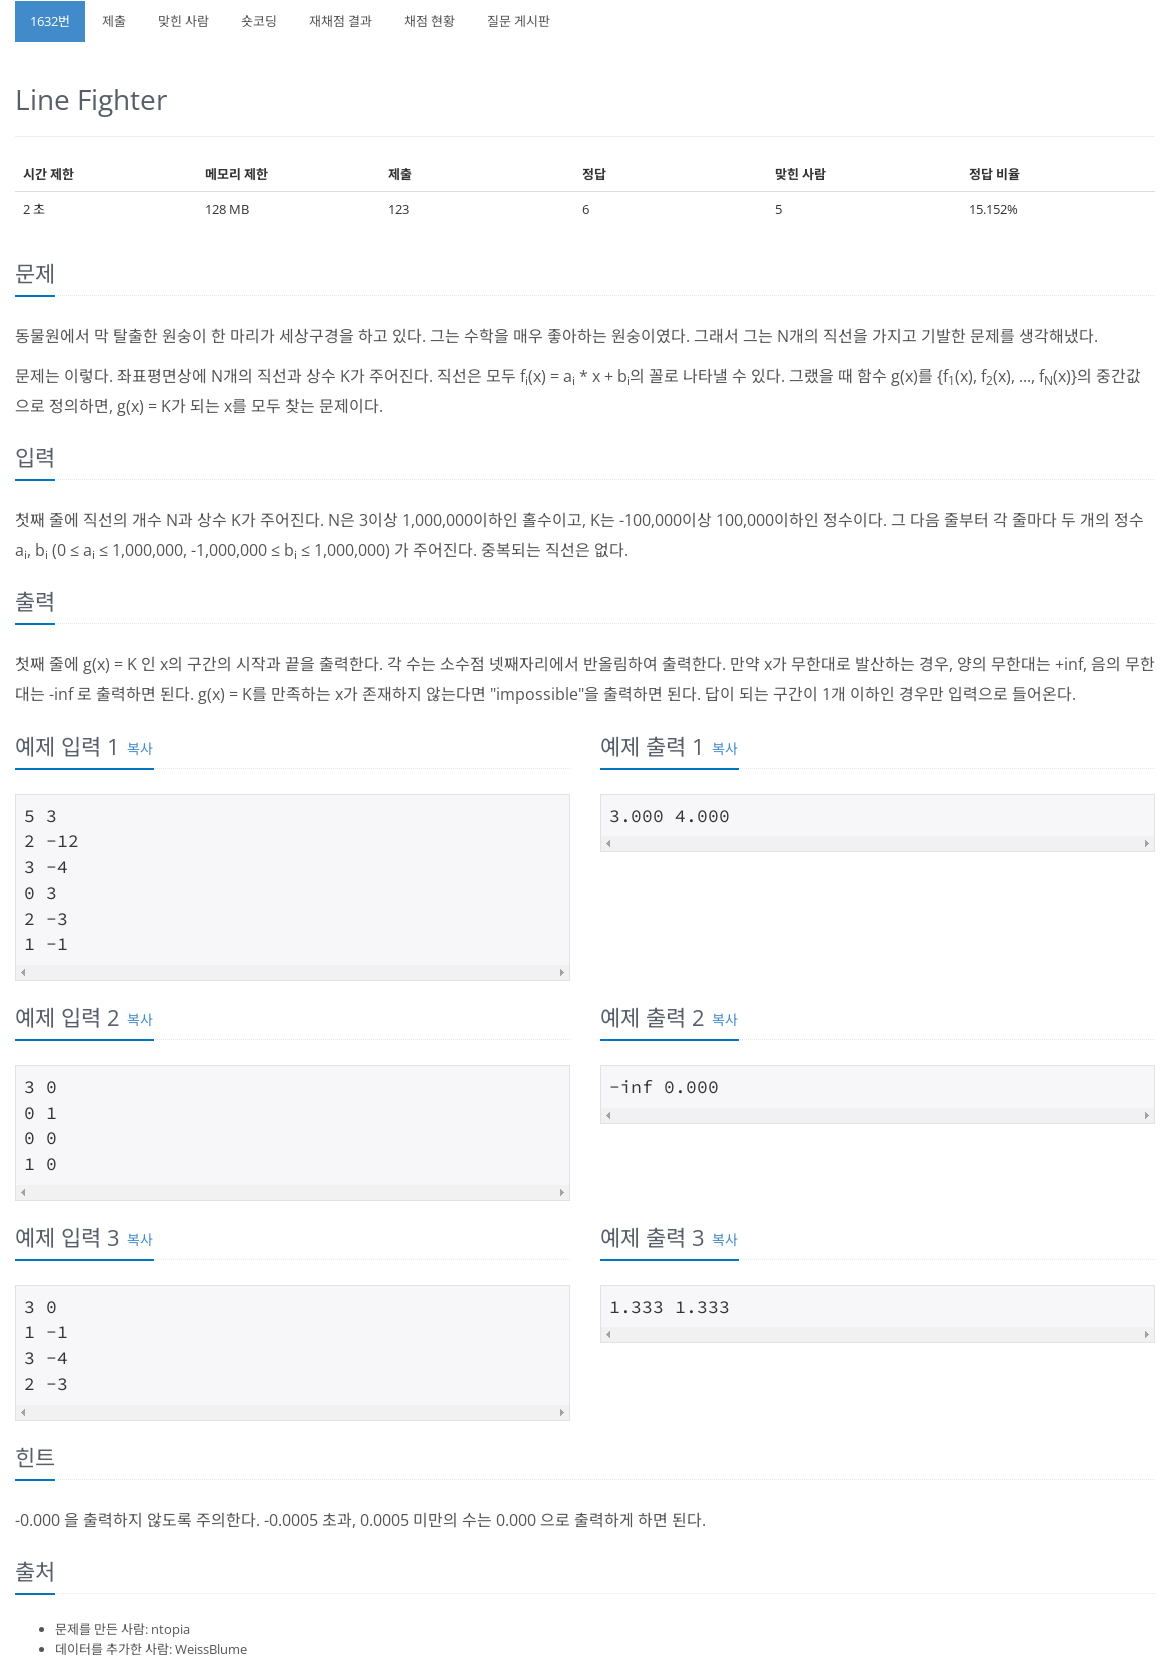 1632번 제출 맞힌 사람 숏코딩 재채점 결과 채점 현황 질문 게시판
Line Fighter
시간 제한 메모리 제한 제출 정답 맞힌 사람 정답 비율
2 초 128 MB 123 6 5 15.152%
문제
동물원에서 막 탈출한 원숭이 한 마리가 세상구경을 하고 있다. 그는 수학을 매우 좋아하는 원숭이였다. 그래서 그는 N개의 직선을 가지고 기발한 문제를 생각해냈다.
문제는 이렇다. 좌표평면상에 N개의 직선과 상수 K가 주어진다. 직선은 모두 fi(x) = ai * x + bi의 꼴로 나타낼 수 있다. 그랬을 때 함수 g(x)를 {f1(x), f2(x), ..., fN(x)}의 중간값
으로 정의하면, g(x) = K가 되는 x를 모두 찾는 문제이다.
입력
첫째 줄에 직선의 개수 N과 상수 K가 주어진다. N은 3이상 1,000,000이하인 홀수이고, K는 -100,000이상 100,000이하인 정수이다. 그 다음 줄부터 각 줄마다 두 개의 정수
ai, bi (0 ≤ ai ≤ 1,000,000, -1,000,000 ≤ bi ≤ 1,000,000) 가 주어진다. 중복되는 직선은 없다.
출력
첫째 줄에 g(x) = K 인 x의 구간의 시작과 끝을 출력한다. 각 수는 소수점 넷째자리에서 반올림하여 출력한다. 만약 x가 무한대로 발산하는 경우, 양의 무한대는 +inf, 음의 무한
대는 -inf 로 출력하면 된다. g(x) = K를 만족하는 x가 존재하지 않는다면 "impossible"을 출력하면 된다. 답이 되는 구간이 1개 이하인 경우만 입력으로 들어온다.
예제 입력 1 복사
5 3
2 -12
3 -4
0 3
2 -3
1 -1
예제 출력 1 복사
3.000 4.000
예제 입력 2 복사
3 0
0 1
0 0
1 0
예제 출력 2 복사
-inf 0.000
예제 입력 3 복사
3 0
1 -1
3 -4
2 -3
예제 출력 3 복사
1.333 1.333
힌트
-0.000 을 출력하지 않도록 주의한다. -0.0005 초과, 0.0005 미만의 수는 0.000 으로 출력하게 하면 된다.
출처
• 문제를 만든 사람: ntopia
• 데이터를 추가한 사람: WeissBlume